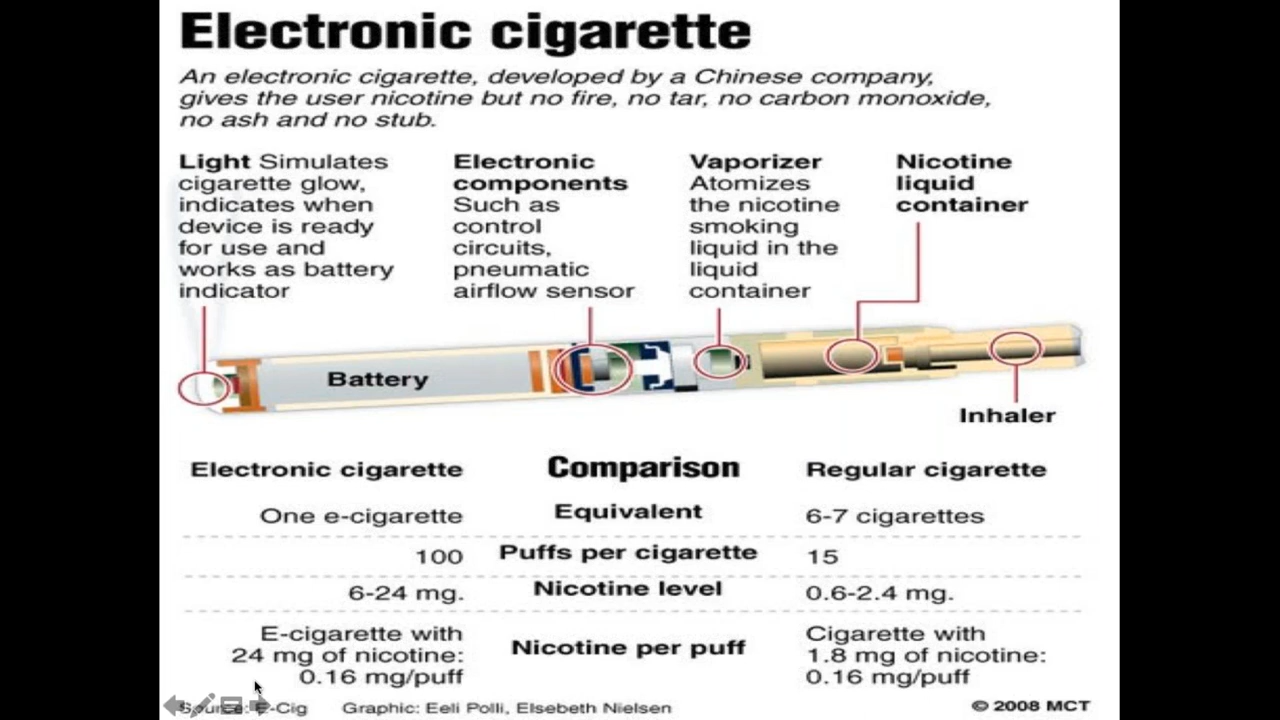 Electronic cigarette
An electronic cigarette, developed by a Chinese company,
gives the user nicotine but no fire, no tar, no carbon monoxide,
no ash and no stub.
Light Simulates
cigarette glow,
indicates when
device is ready
for use and
works as battery
indicator
Electronic
components
Such as
control
circuits,
pneumatic
airflow sensor
Vaporizer
Atomizes
the nicotine
smoking
liquid in the
liquid
container
Nicotine
liquid
container
Battery
Inhaler
Electronic cigarette Comparison Regular cigarette
One e-cigarette Equivalent 6-7 cigarettes
100 Puffs per cigarette 15
6-24 mg. Nicotine level 0.6-2.4 mg.
E-cigarette with
24 mg of nicotine:
0.16 mg/puff
Nicotine per puff
Cigarette with
1.8 mg of nicotine:
0.16 mg/puff
Source: E-Cig Graphic: Eeli Polli, Elsebeth Nielsen © 2008 MCT